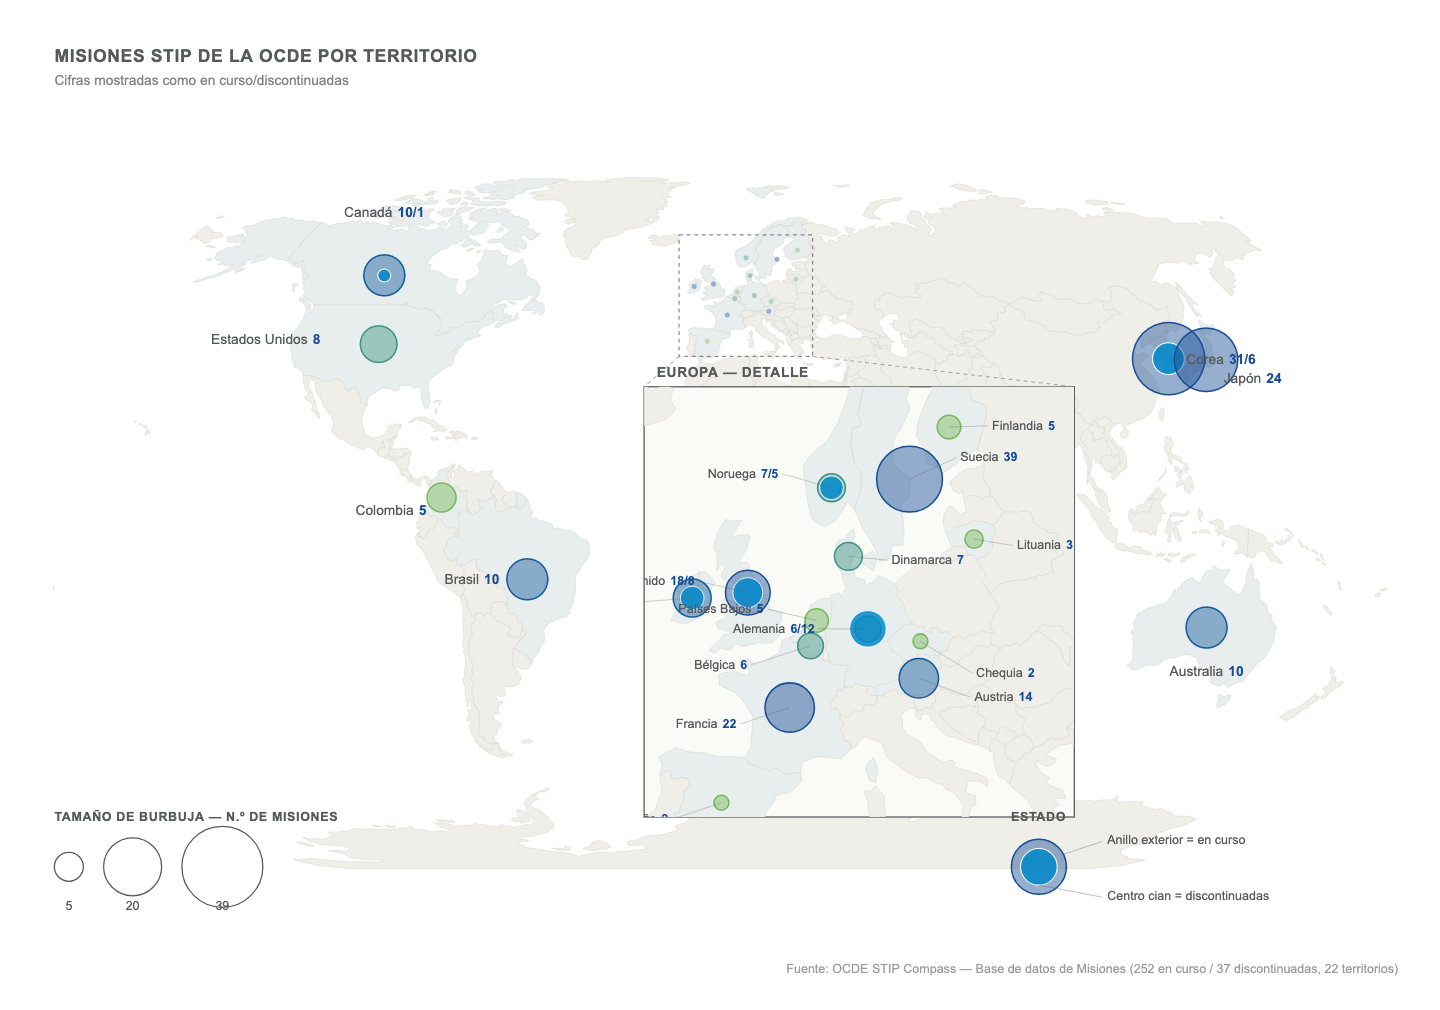 MISIONES STIP DE LA OCDE POR TERRITORIO
Cifras mostradas como en curso/discontinuadas
Canadá 10/1
Estados Unidos 8
Corea 31/6
Japón 24
EUROPA — DETALLE
Finlandia 5
Suecia 39
Noruega 7/5
Lituania 3
Dinamarca 7
nido 18/8
Países Bajos 5
Alemania 6/12
Bélgica 6
Chequia 2
Austria 14
Francia 22
Colombia 5
Brasil 10
Australia 10
TAMAÑO DE BURBUJA — N.º DE MISIONES
5
20
39
ESTADO
Anillo exterior = en curso
Centro cian = discontinuadas
Fuente: OCDE STIP Compass — Base de datos de Misiones (252 en curso / 37 discontinuadas, 22 territorios)